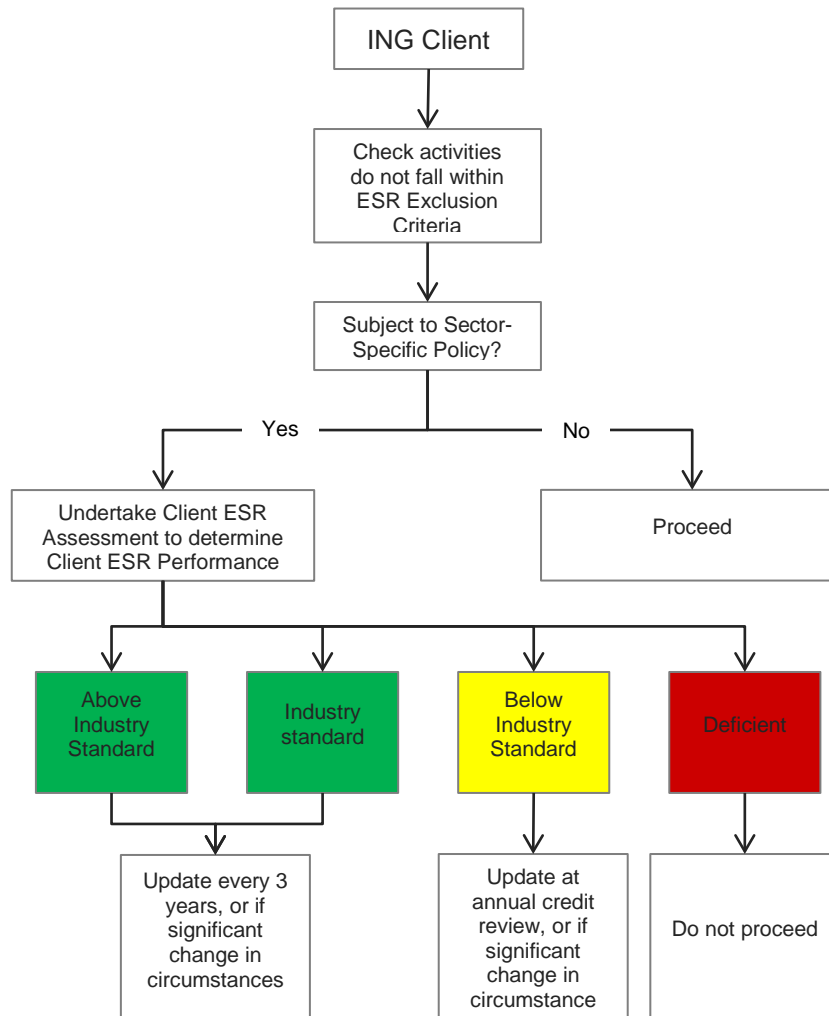 ING Client
Check activities
do not fall within
ESR Exclusion
Criteria
Subject to Sector-
Specific Policy?
Yes
No
Undertake Client ESR
Assessment to determine
Client ESR Performance
Proceed
Above
Industry
Standard
Industry
standard
Below
Industry
Standard
Deficient
Update every 3
years, or if
significant
change in
circumstances
Update at
annual credit
review, or if
significant
change in
circumstance
Do not proceed